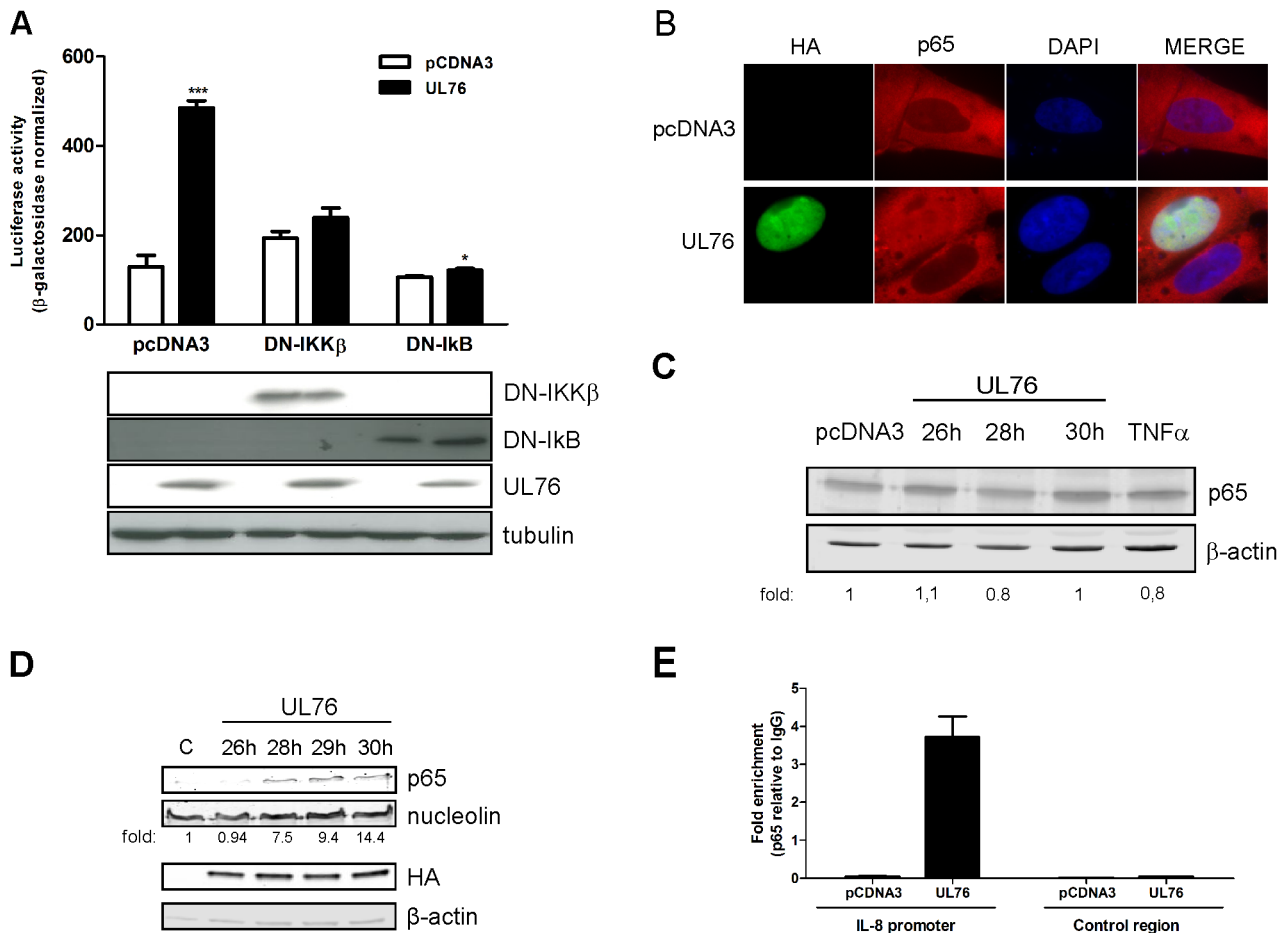 A
600
400
200
0
Luciferase activity
(β-galactosidase normalized)
pCDNA3
UL76
***
*
pcDNA3 DN-IKKβ DN-IkB
DN-IKKβ
DN-IkB
UL76
tubulin
B
HA p65 DAPI MERGE
pcDNA3
UL76
C
UL76
pcDNA3 26h 28h 30h TNFα
p65
β-actin
fold: 1 1,1 0.8 1 0,8
D
UL76
C 26h 28h 29h 30h
p65
nucleolin
fold: 1 0.94 7.5 9.4 14.4
HA
β-actin
E
5
4
3
2
1
0
Fold enrichment
(p65 relative to IgG)
pCDNA3 UL76 pCDNA3 UL76
IL-8 promoter Control region